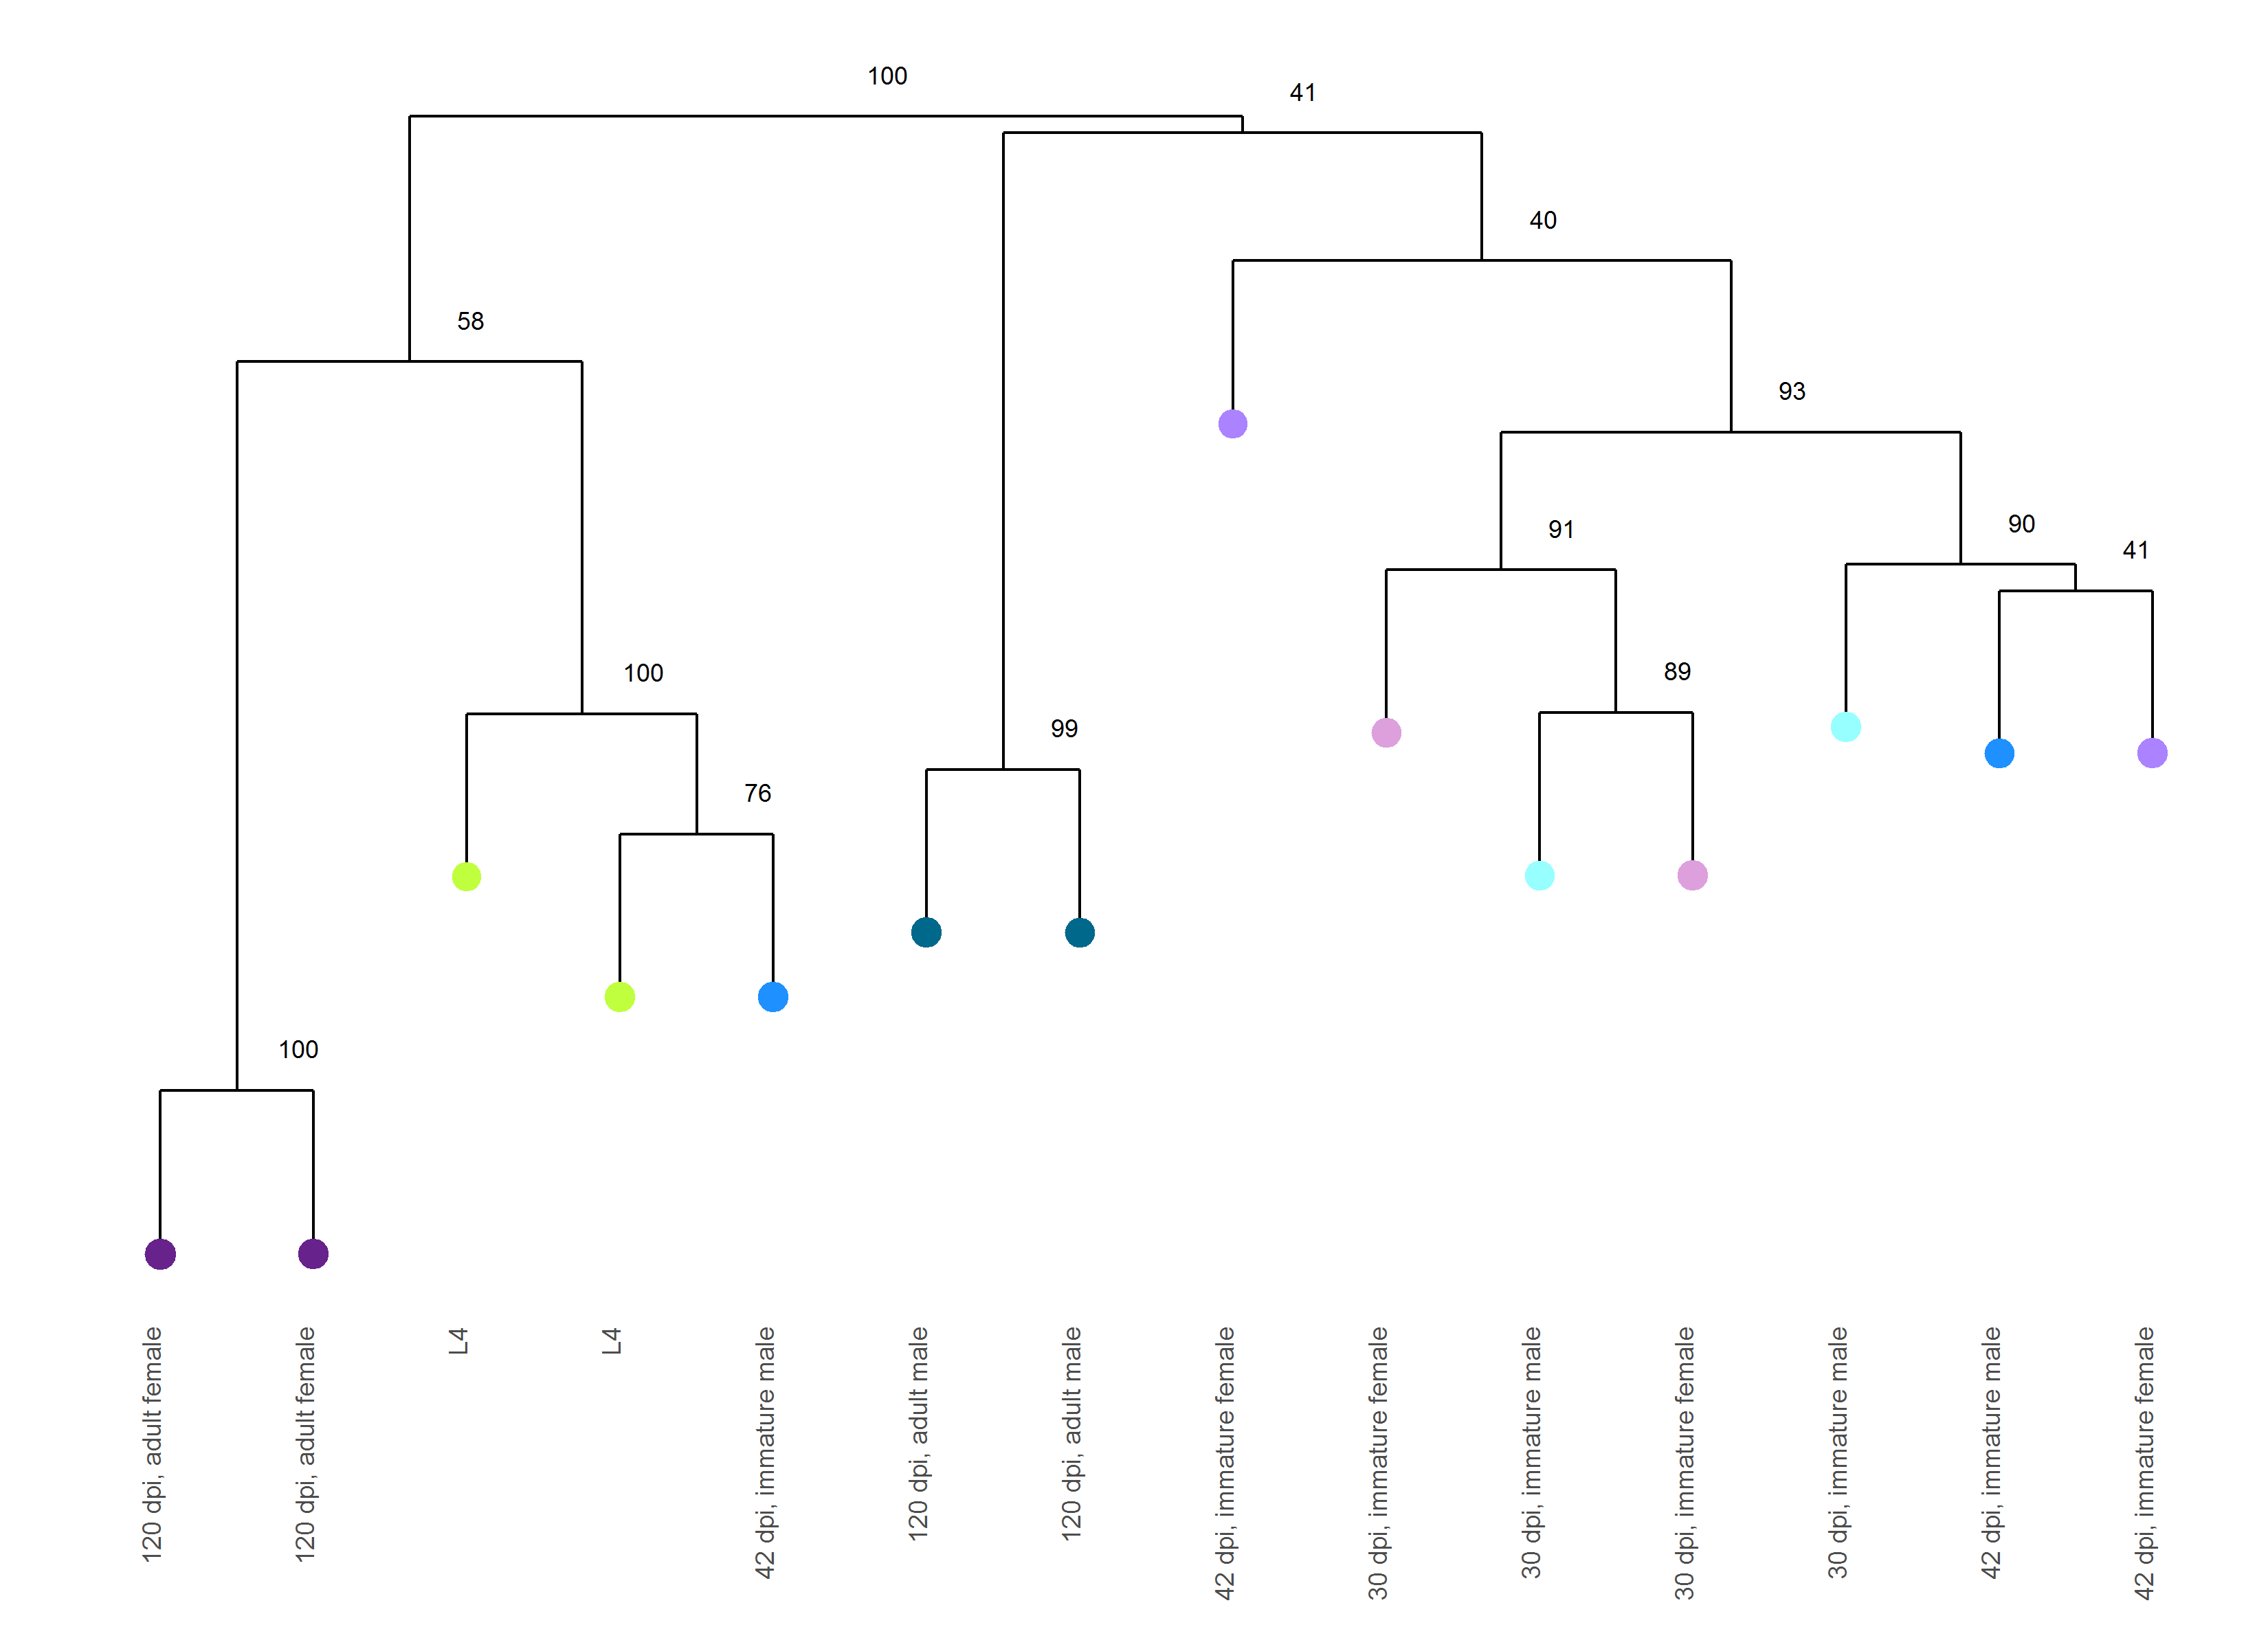 100
41
40
58
93
90
91
41
100
89
99
76
100
120 dpi, adult female
120 dpi, adult female
L4
L4
42 dpi, immature male
120 dpi, adult male
120 dpi, adult male
42 dpi, immature female
30 dpi, immature female
30 dpi, immature male
30 dpi, immature female
30 dpi, immature male
42 dpi, immature male
42 dpi, immature female